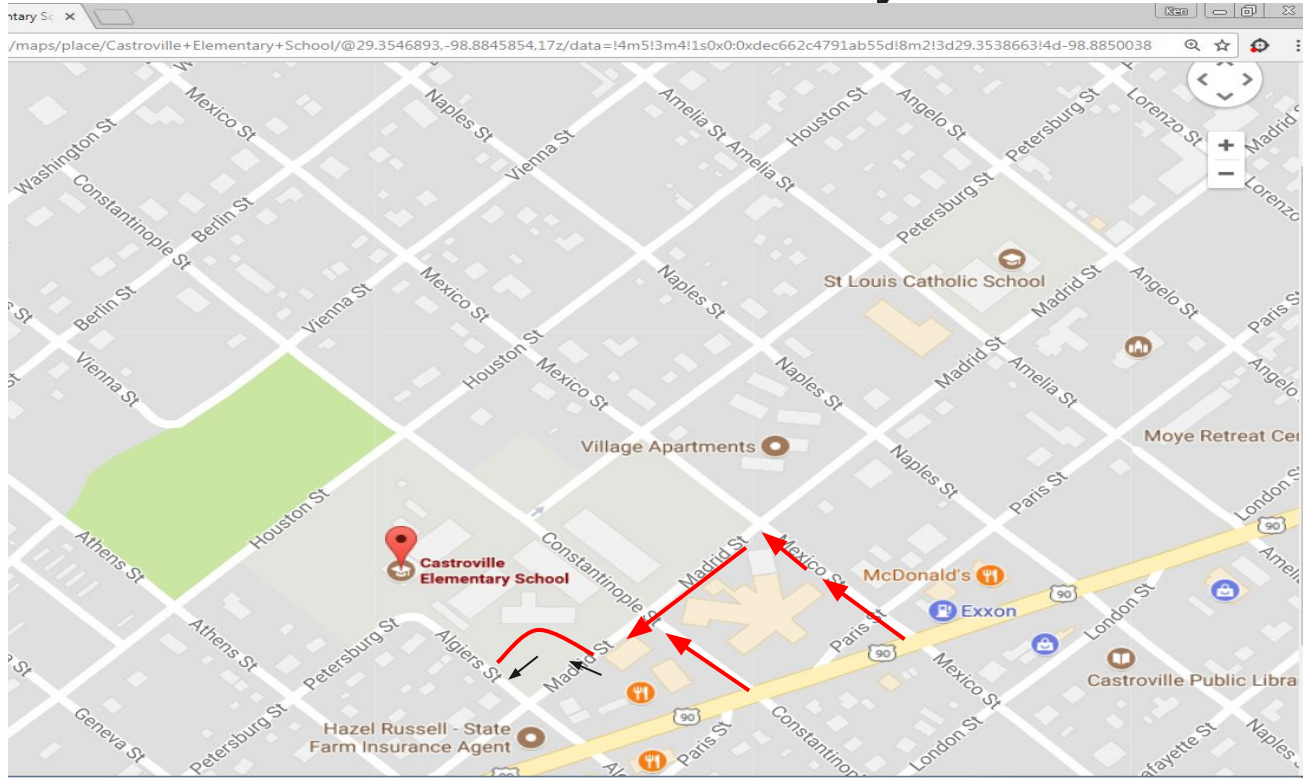 ntary Sc ×
Ken
/maps/place/Castroville+Elementary+School/@29.3546893,-98.8845854,17z/data=!4m5!3m4!1s0x0:0xdec662c4791ab55d!8m2!3d29.3538663!4d-98.8850038
Mexico St
Naples St
Amelia St
Houston St
Angelo St
Petersburg St
Lorenzo St
Madrid S
Washington St
Vienna St
Amelia St
+
−
Constantinople St
Berlin St
Petersburg St
Lorenzo
St Louis Catholic School
Mexico St
Naples St
Madrid St
Angelo St
Paris S
Berlin St
Vienna St
St
Houston St
Madrid St
Amelia St
Vienna St
Mexico St
Naples St
Angelo
Village Apartments
Moye Retreat Cer
Naples St
Paris St
London S
90
Houston St
Athens St
Constantinople St
Madrid St
Mexico St
Castroville
Elementary School
McDonald's
90
Exxon
London St
Amelia
Athens St
Petersburg St
Algiers St
Madrid St
Paris St
90
Mexico St
Castroville Public Libra
a St
Geneva St
Petersburg St
Hazel Russell - State
Farm Insurance Agent
90
Paris St
Constantinop
London St
afayette St
Naples